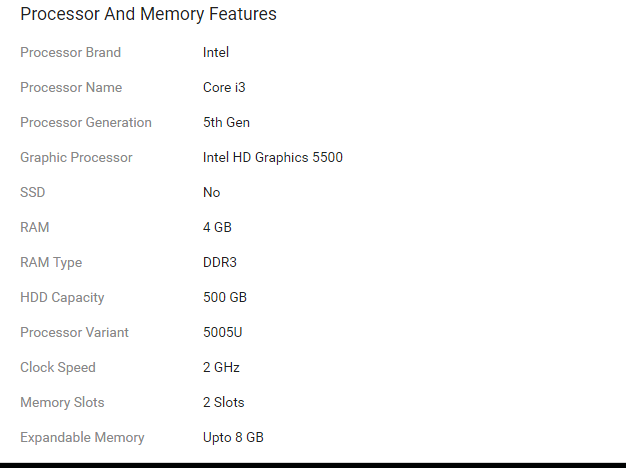 Processor And Memory Features
Processor Brand Intel
Processor Name Core i3
Processor Generation 5th Gen
Graphic Processor Intel HD Graphics 5500
SSD No
RAM 4 GB
RAM Type DDR3
HDD Capacity 500 GB
Processor Variant 5005U
Clock Speed 2 GHz
Memory Slots 2 Slots
Expandable Memory Upto 8 GB